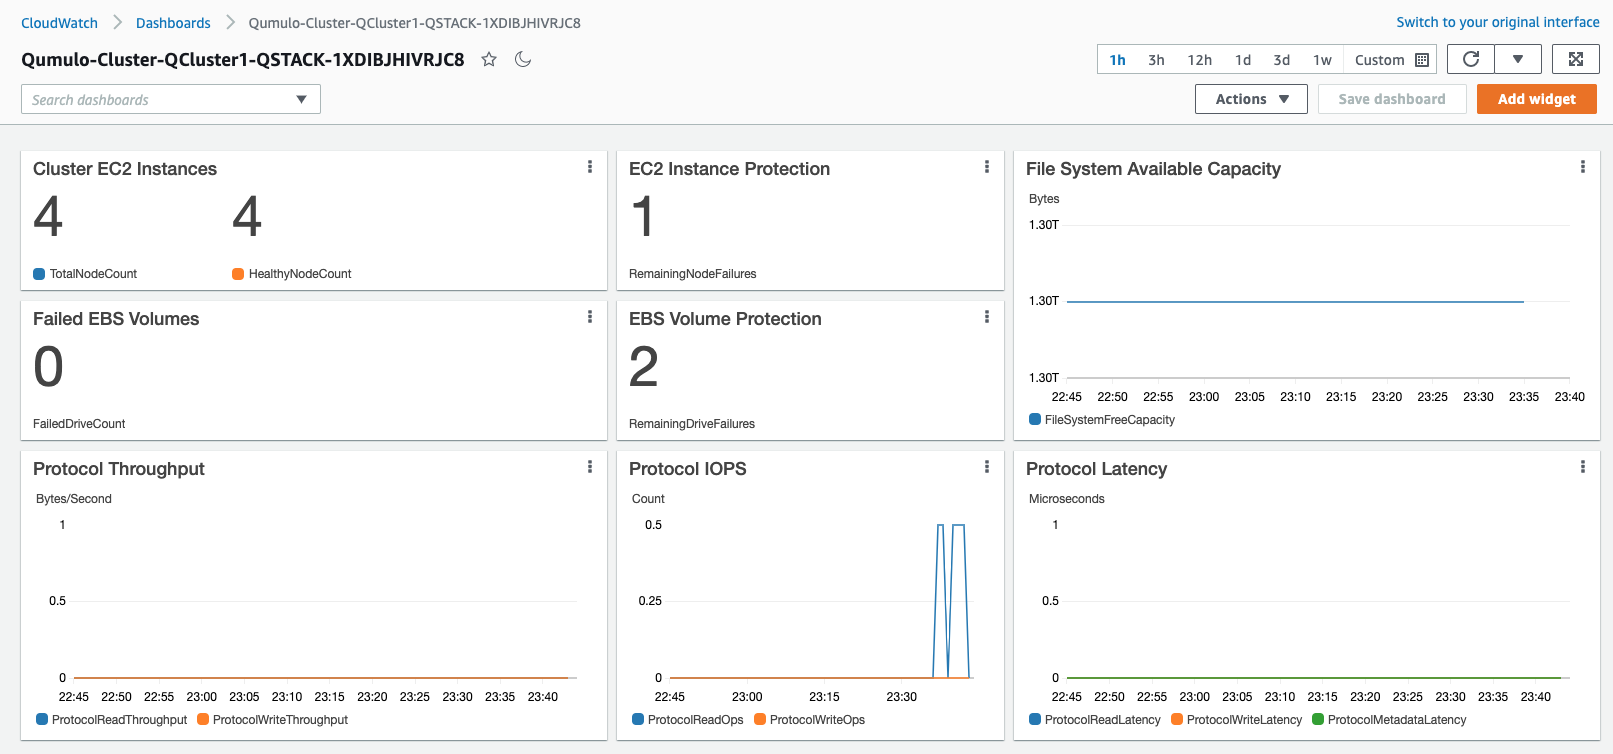 CloudWatch Dashboards Qumulo-Cluster-QCluster1-QSTACK-1XDIBJHIVRJC8
Switch to your original interface
Qumulo-Cluster-QCluster1-QSTACK-1XDIBJHIVRJC8
1h 3h 12h 1d 3d 1w Custom
Search dashboards
Actions Save dashboard Add widget
Cluster EC2 Instances
4 4
TotalNodeCount HealthyNodeCount
EC2 Instance Protection
1
RemainingNodeFailures
File System Available Capacity
Bytes
1.30T
1.30T
1.30T
22:45 22:50 22:55 23:00 23:05 23:10 23:15 23:20 23:25 23:30 23:35 23:40
FileSystemFreeCapacity
Failed EBS Volumes
0
FailedDriveCount
EBS Volume Protection
2
RemainingDriveFailures
Protocol Throughput
Bytes/Second
1
0.5
0
22:45 22:50 22:55 23:00 23:05 23:10 23:15 23:20 23:25 23:30 23:35 23:40
ProtocolReadThroughput ProtocolWriteThroughput
Protocol IOPS
Count
0.5
0.25
0
22:45 23:00 23:15 23:30
ProtocolReadOps ProtocolWriteOps
Protocol Latency
Microseconds
1
0.5
0
22:45 22:50 22:55 23:00 23:05 23:10 23:15 23:20 23:25 23:30 23:35 23:40
ProtocolReadLatency ProtocolWriteLatency ProtocolMetadataLatency